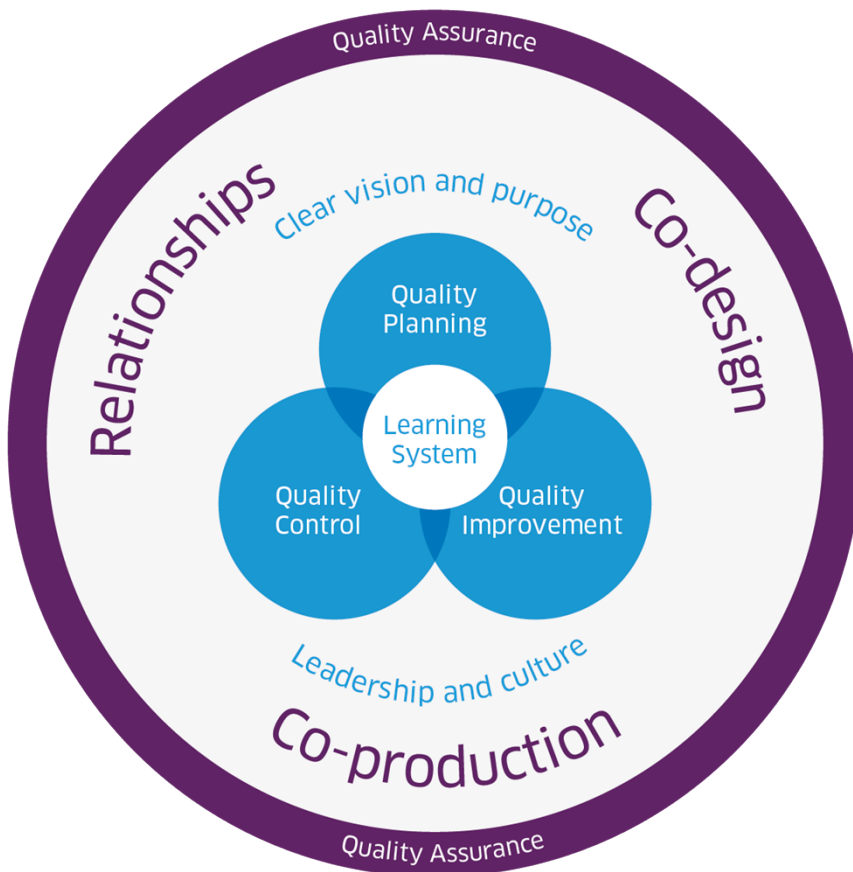 Quality Assurance
Relationships
Co-design
Clear vision and purpose
Quality
Planning
Learning
System
Quality
Control
Quality
Improvement
Leadership and culture
Co-production
Quality Assurance